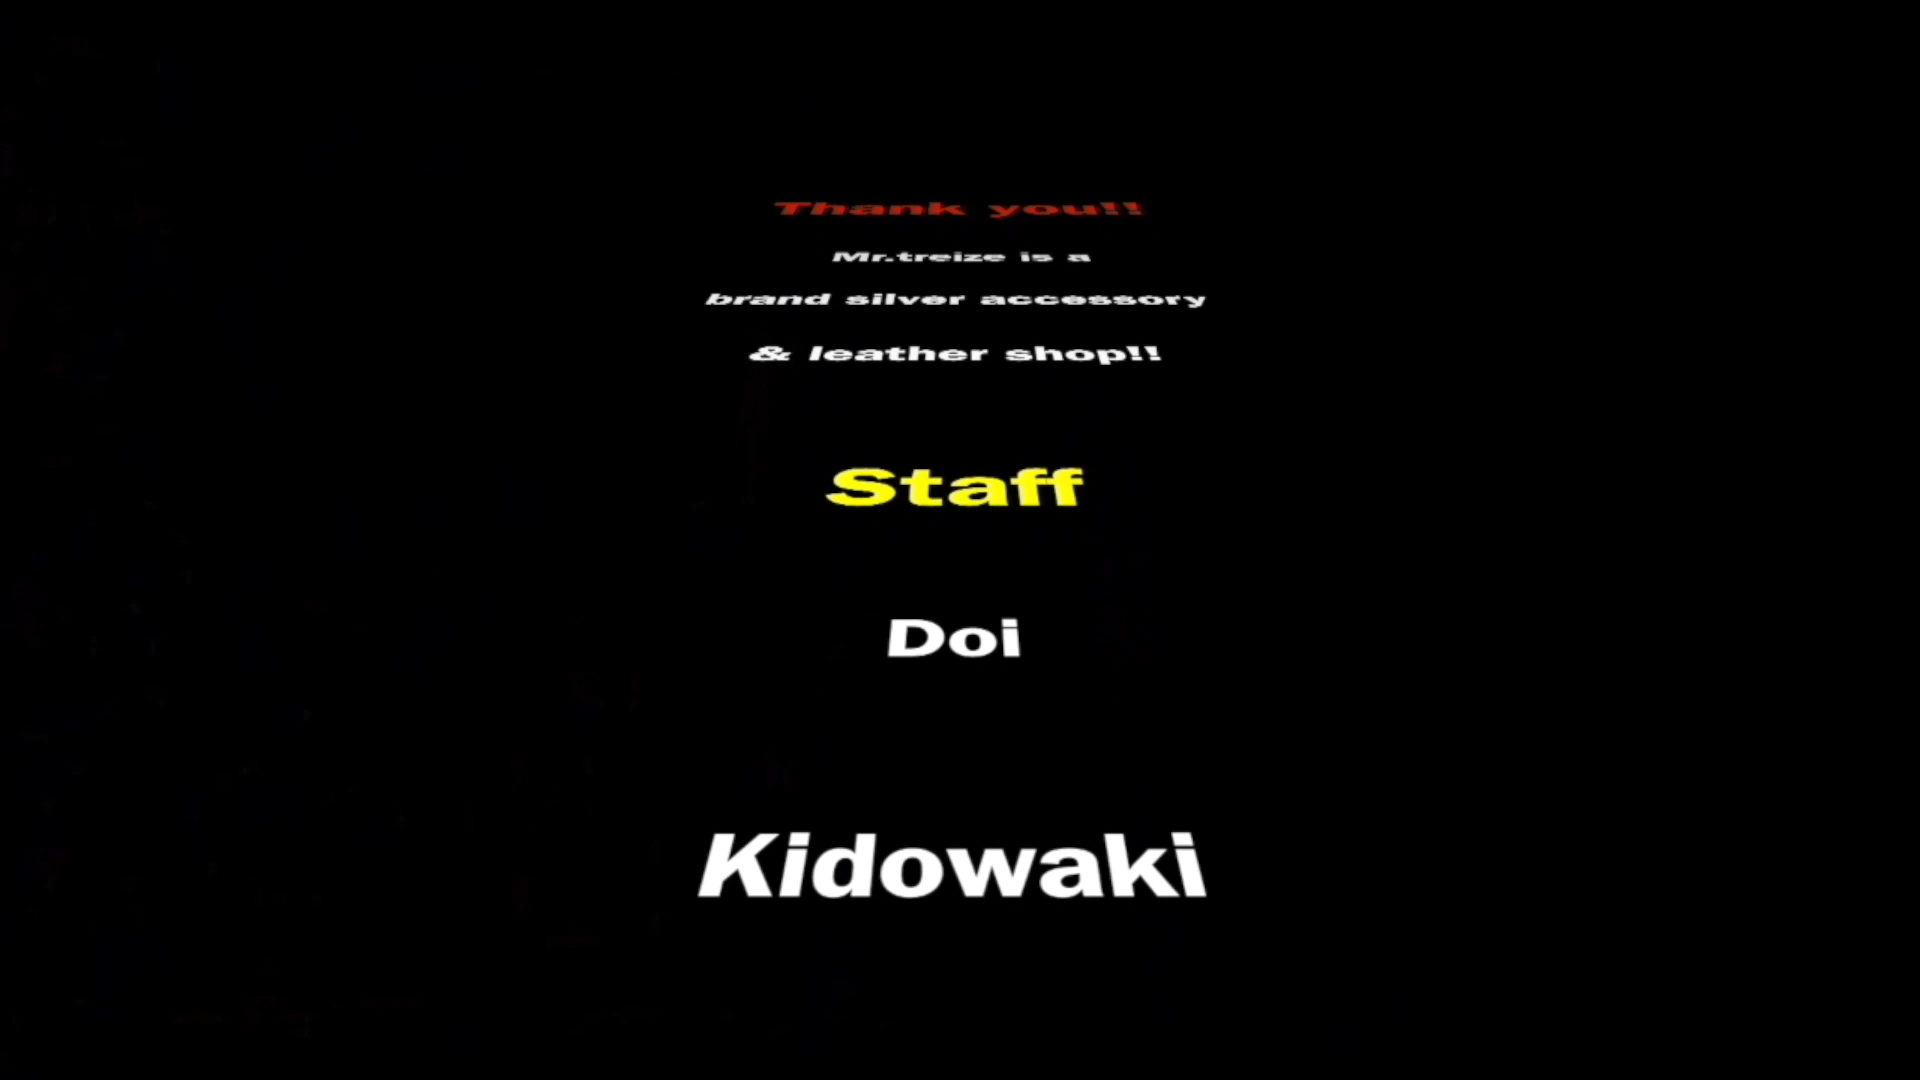 Thank you!!
Mr.treize is a
brand silver accessory
& leather shop!!
Staff
Doi
Kidowaki